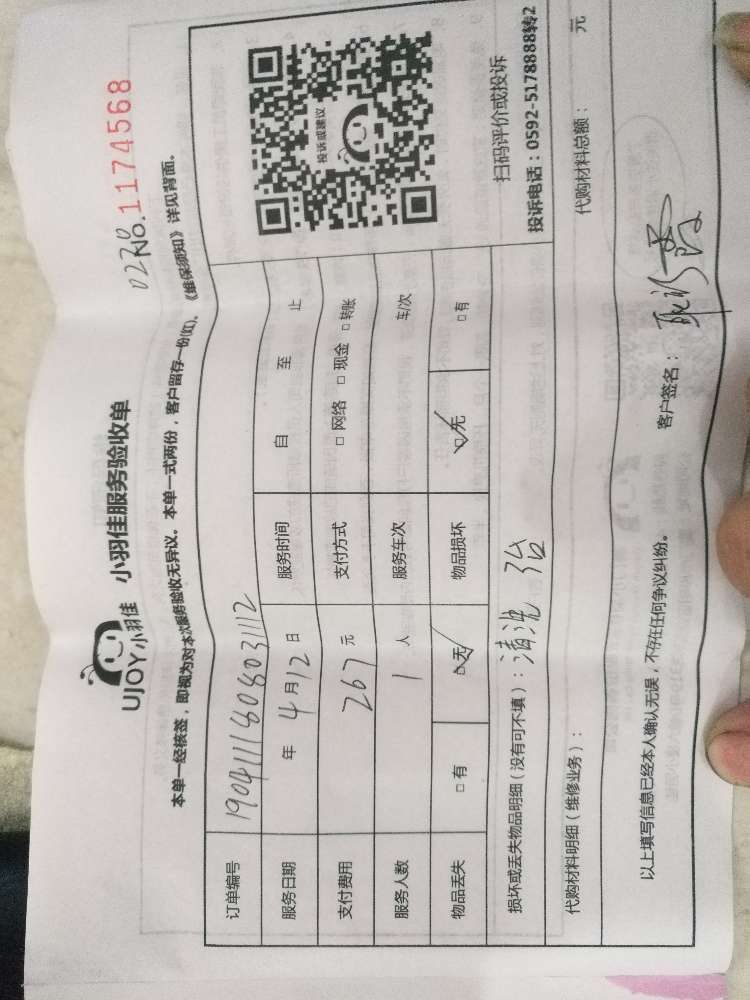 UJOY小羽佳 小羽佳服务验收单
No.1174568
本单一经核签，即视为对本次服务验收无异议。本单一式两份，客户留存一份(红)、《维保须知》详见背面。
订单编号 190411180803112
服务日期 年 4 月 12 日 服务时间 自 至 止
支付费用 267 元 支付方式 □ 网络 □ 现金 □ 转账
服务人数 1 人 服务车次 车/次
物品丢失 □ 有 ☑ 无 物品损坏 ☑ 无 □ 有
投诉或建议
扫码评价或投诉
投诉电话：0592-5178888转2
损坏或丢失物品明细（没有可不填）：清洗
代购材料明细（维修业务）： 代购材料总额： 元
以上填写信息已经本人确认无误，不存在任何争议纠纷。 客户签名：